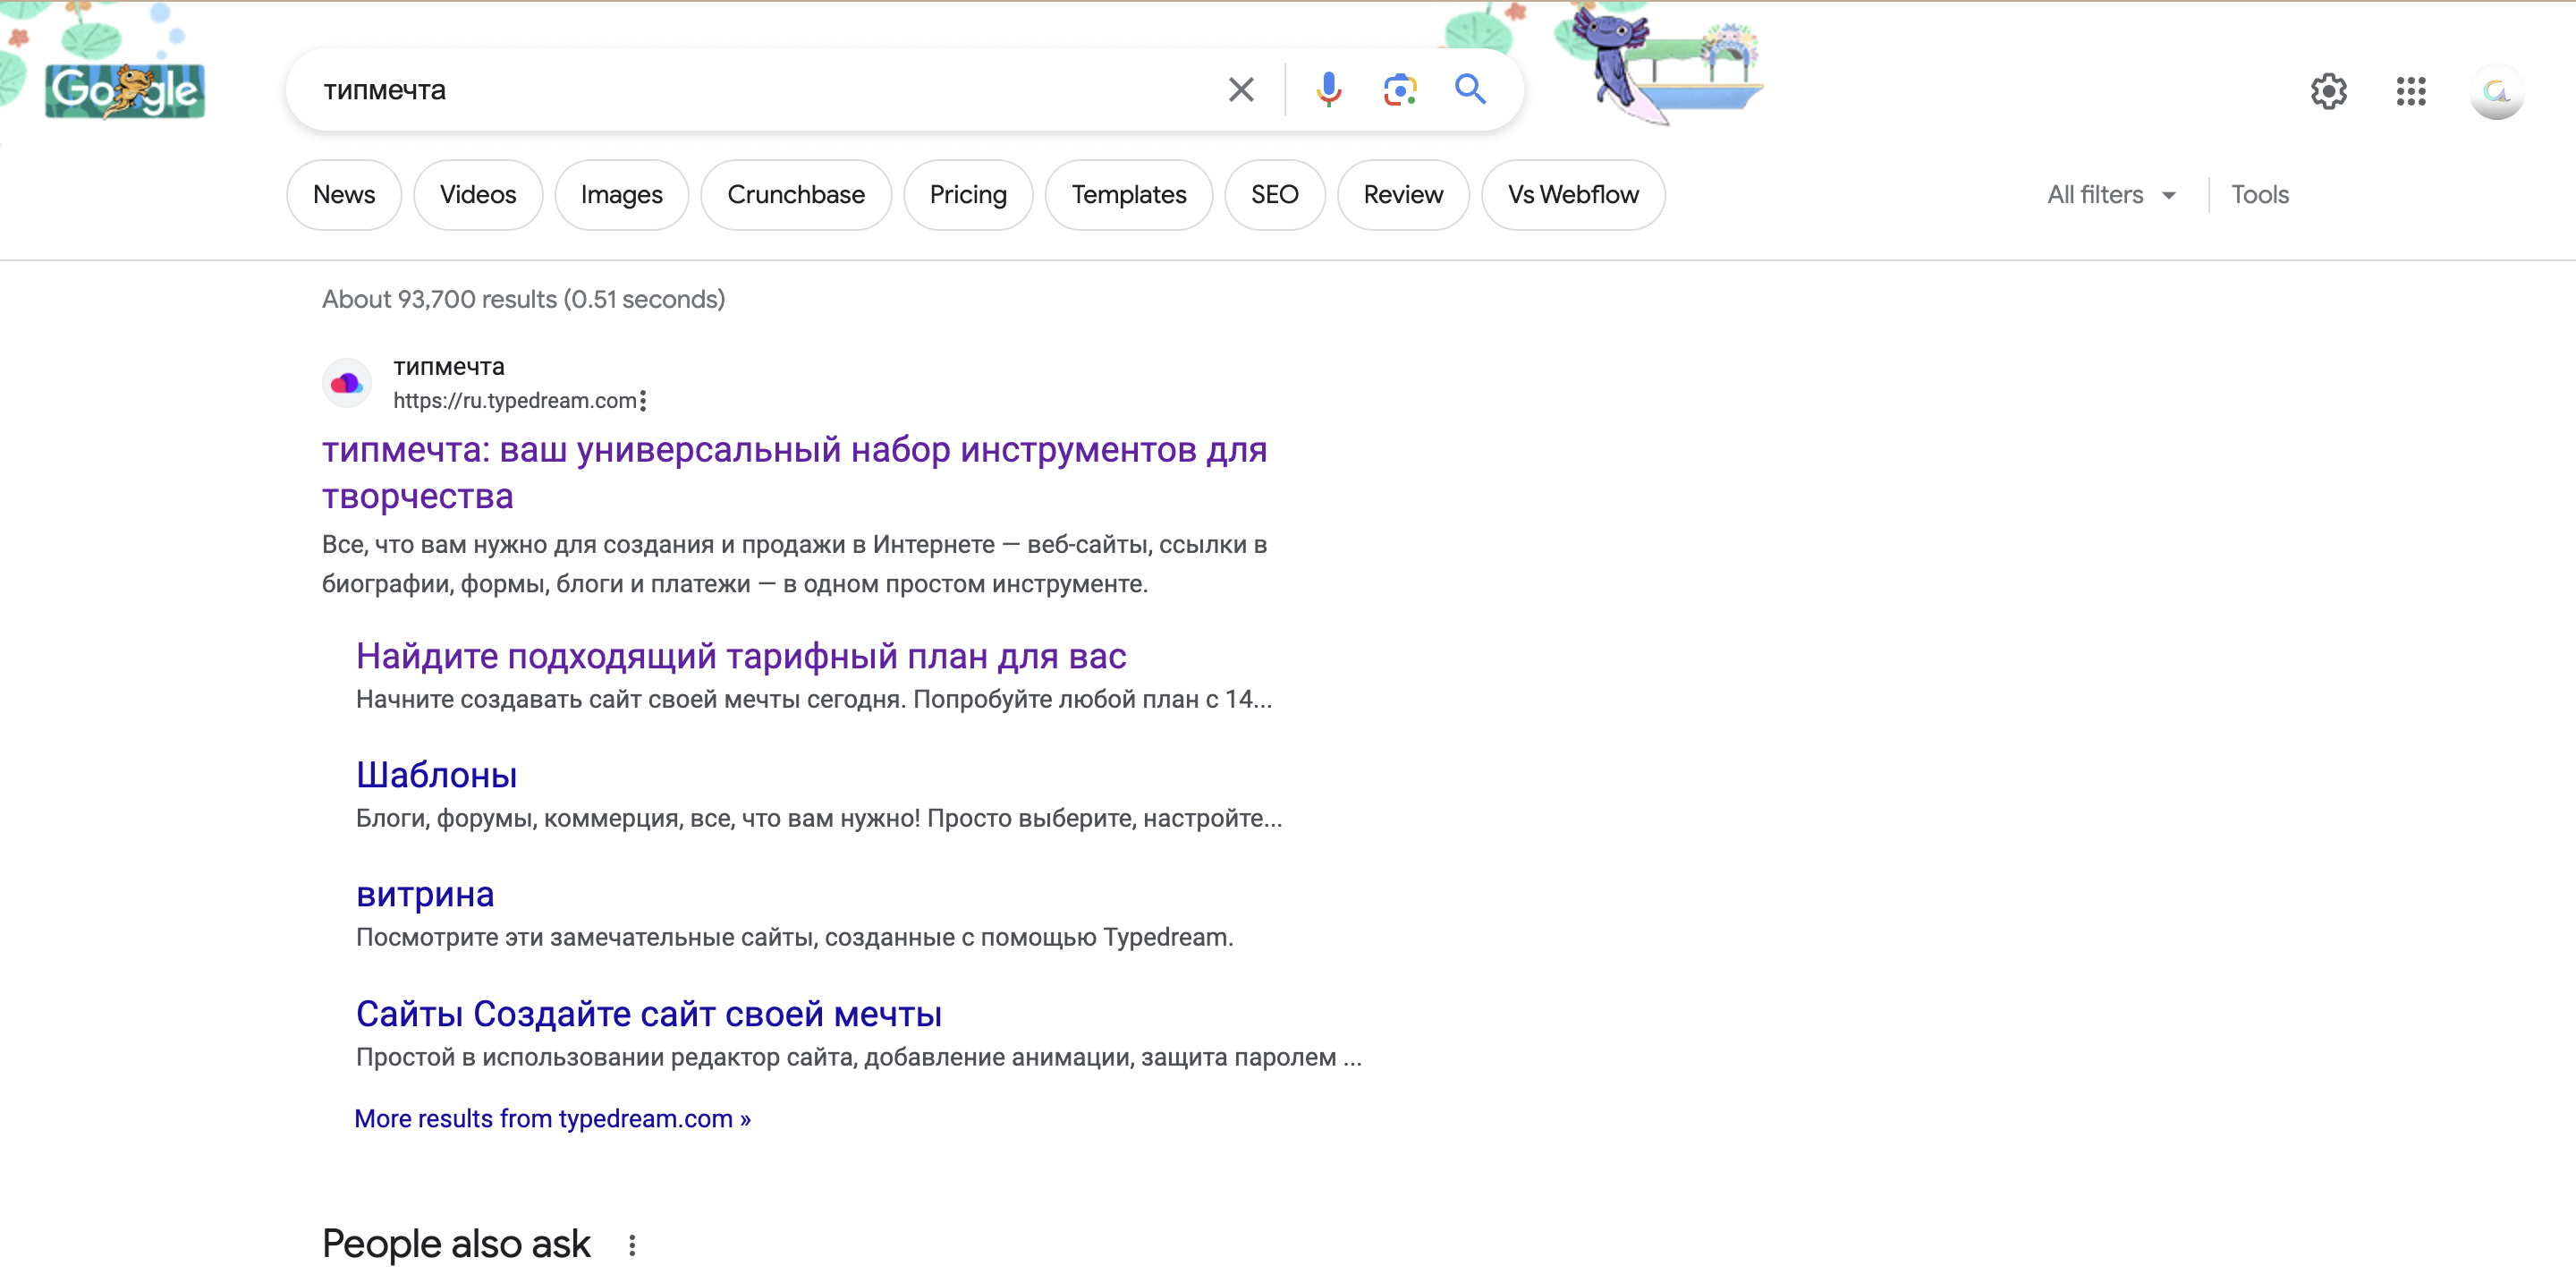 Google
типмечта
News
Videos
Images
Crunchbase
Pricing
Templates
SEO
Review
Vs Webflow
All filters
Tools
About 93,700 results (0.51 seconds)
типмечта
https://ru.typedream.com
типмечта: ваш универсальный набор инструментов для
творчества
Все, что вам нужно для создания и продажи в Интернете — веб-сайты, ссылки в
биографии, формы, блоги и платежи — в одном простом инструменте.
Найдите подходящий тарифный план для вас
Начните создавать сайт своей мечты сегодня. Попробуйте любой план с 14...
Шаблоны
Блоги, форумы, коммерция, все, что вам нужно! Просто выберите, настройте...
витрина
Посмотрите эти замечательные сайты, созданные с помощью Typedream.
Сайты Создайте сайт своей мечты
Простой в использовании редактор сайта, добавление анимации, защита паролем ...
More results from typedream.com »
People also ask